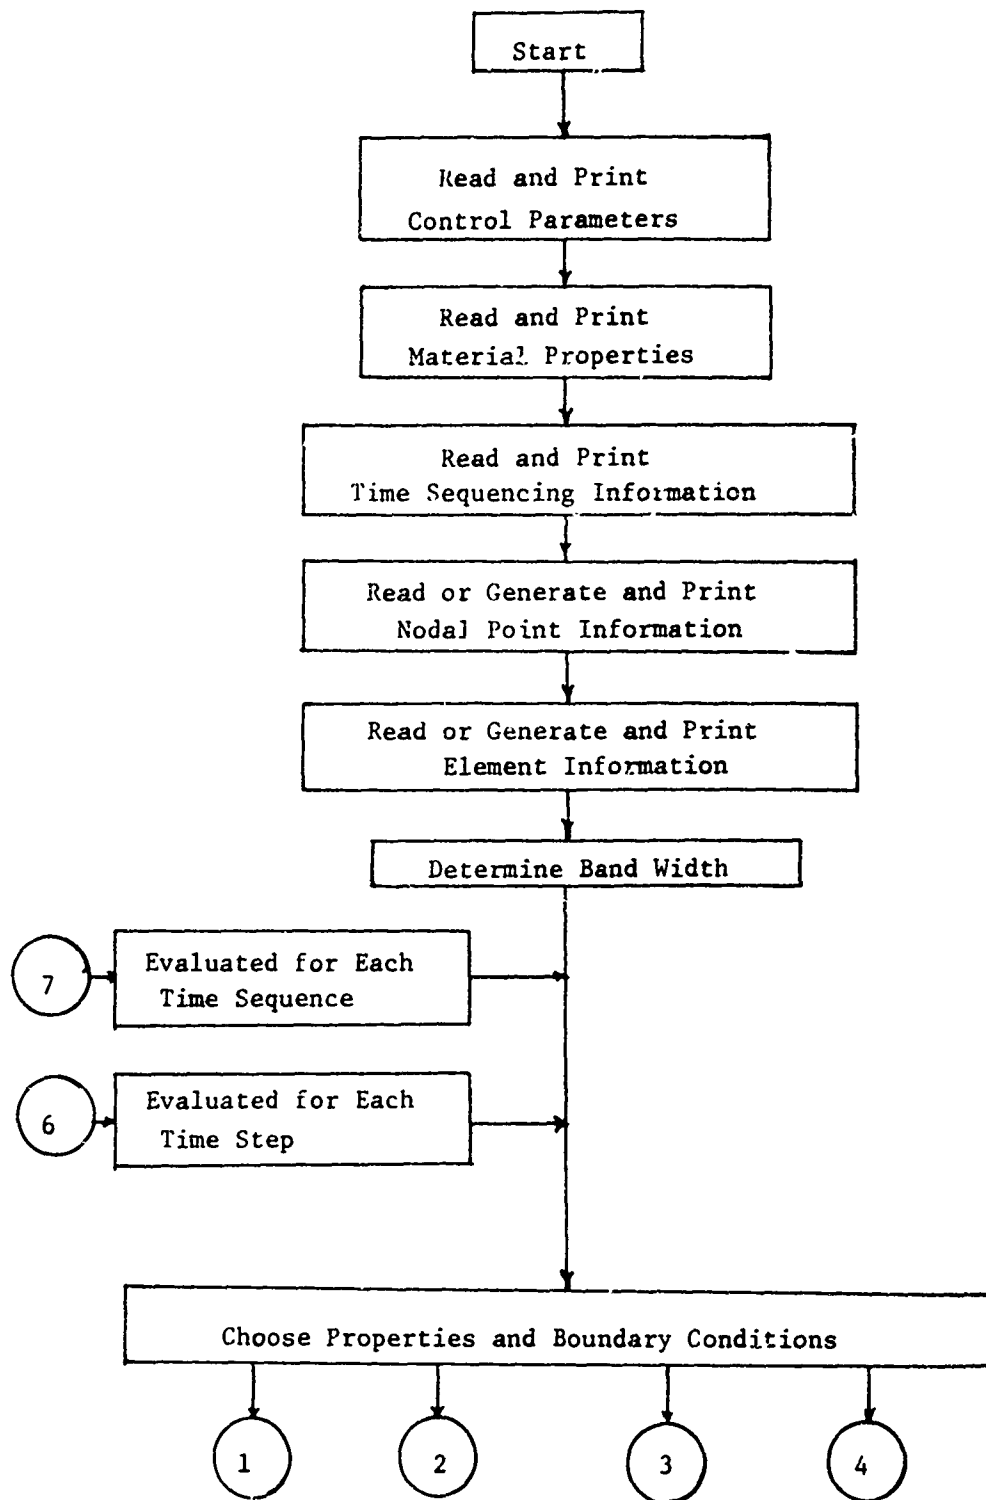 Start
Read and Print
Control Parameters
Read and Print
Material Properties
Read and Print
Time Sequencing Information
Read or Generate and Print
Nodal Point Information
Read or Generate and Print
Element Information
Determine Band Width
7
Evaluated for Each
Time Sequence
6
Evaluated for Each
Time Step
Choose Properties and Boundary Conditions
1
2
3
4